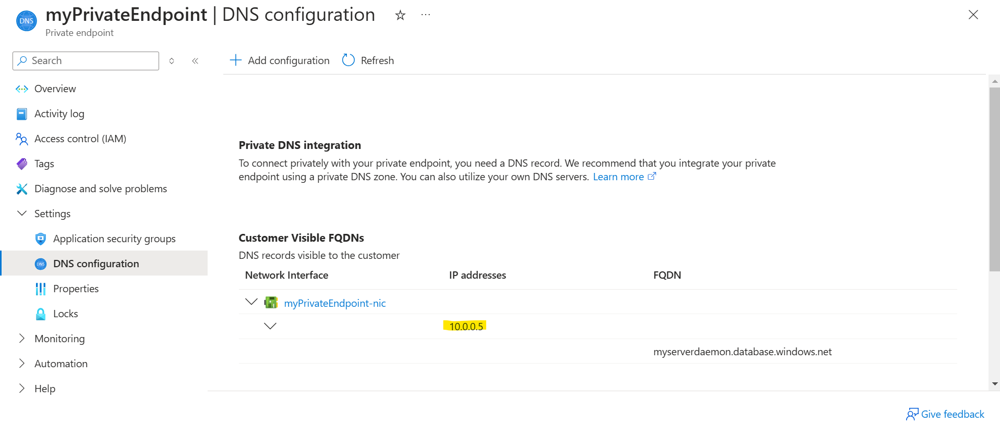 DNS
myPrivateEndpoint | DNS configuration
Private endpoint
Search
Add configuration
Refresh
Overview
Activity log
Access control (IAM)
Tags
Diagnose and solve problems
Settings
Application security groups
DNS
DNS configuration
Properties
Locks
Monitoring
Automation
Help
Private DNS integration
To connect privately with your private endpoint, you need a DNS record. We recommend that you integrate your private
endpoint using a private DNS zone. You can also utilize your own DNS servers. Learn more
Customer Visible FQDNs
DNS records visible to the customer
Network Interface IP addresses FQDN
myPrivateEndpoint-nic
10.0.0.5
myserverdaemon.database.windows.net
Give feedback